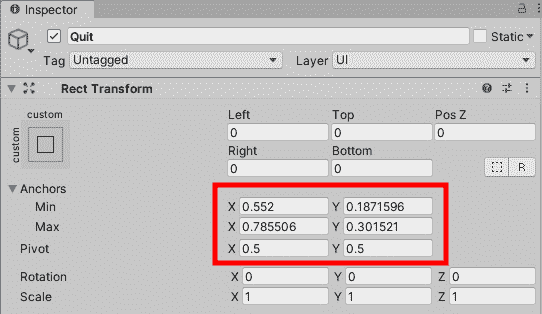 Inspector
Quit Static
Tag Untagged Layer UI
Rect Transform
custom Left Top Pos Z
custom 0 0 0
Right Bottom
0 0 R
Anchors
Min X 0.552 Y 0.1871596
Max X 0.785506 Y 0.301521
Pivot X 0.5 Y 0.5
Rotation X 0 Y 0 Z 0
Scale X 1 Y 1 Z 1